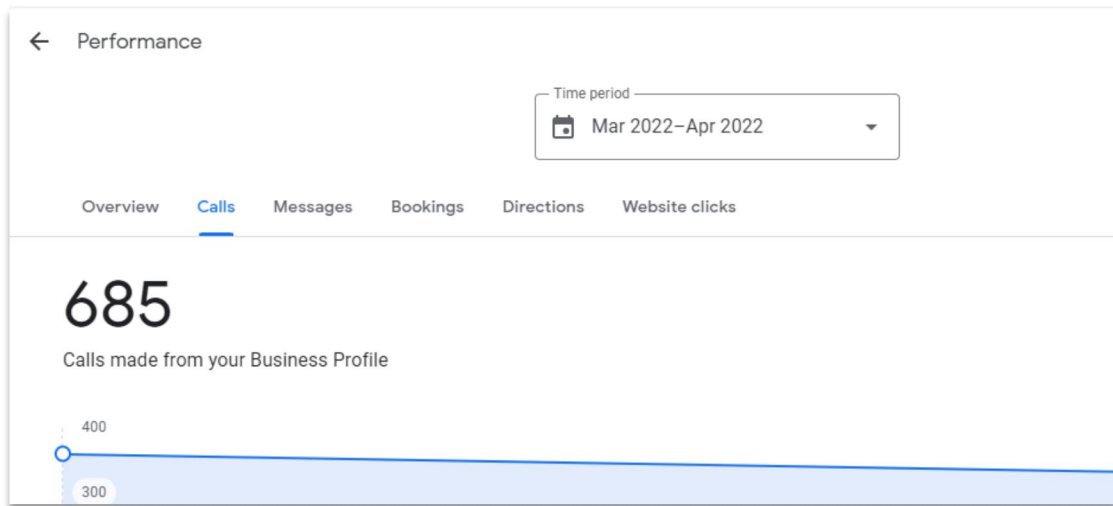 Performance
Time period
Mar 2022–Apr 2022
Overview Calls Messages Bookings Directions Website clicks
685
Calls made from your Business Profile
400
300